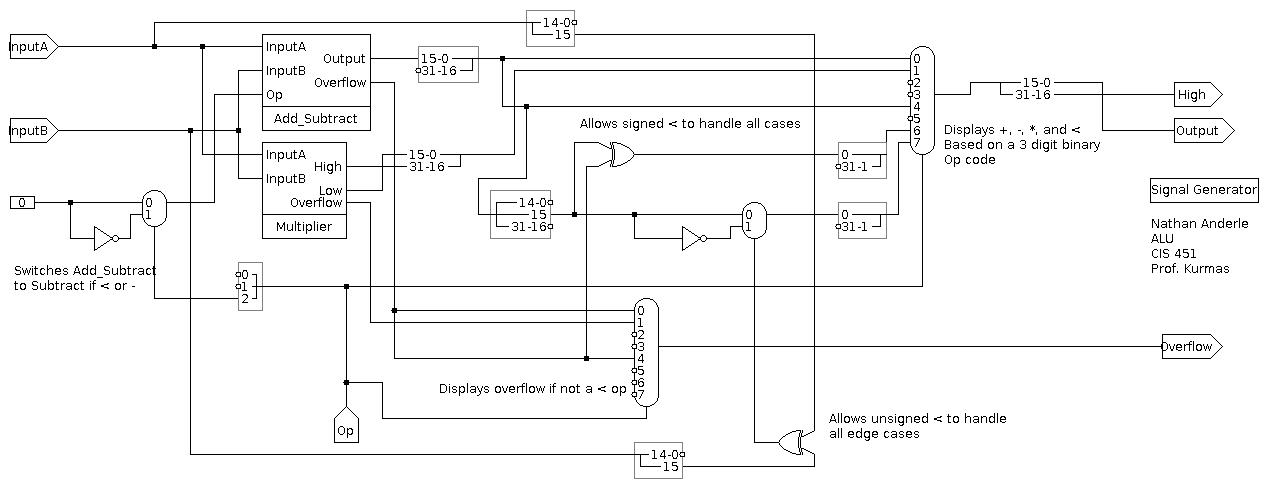 14-0
15
InputA
InputA
InputB
Op
Output
Overflow
Add_Subtract
15-0
31-16
0
1
2
3
4
5
6
7
15-0
31-16
High
Output
Displays +, -, *, and <
Based on a 3 digit binary
Op code
InputB
Allows signed < to handle all cases
InputA
InputB
High
Low
Overflow
Multiplier
15-0
31-16
0
31-1
Signal Generator
0
0
1
14-0
15
31-16
0
1
0
31-1
Nathan Anderle
ALU
CIS 451
Prof. Kurmas
Switches Add_Subtract
to Subtract if < or -
0
1
2
0
1
2
3
4
5
6
7
Overflow
Displays overflow if not a < op
Op
Allows unsigned < to handle
all edge cases
14-0
15